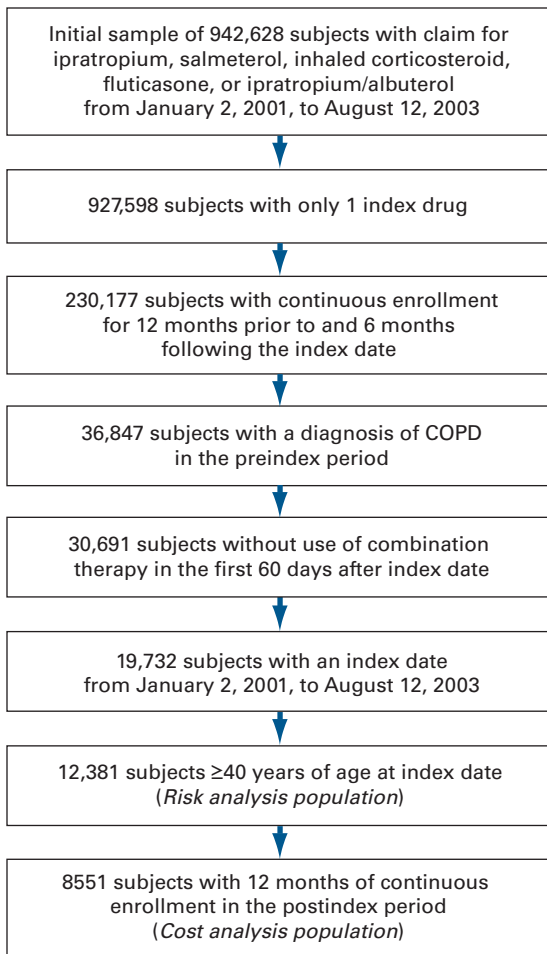 Initial sample of 942,628 subjects with claim for
ipratropium, salmeterol, inhaled corticosteroid,
fluticasone, or ipratropium/albuterol
from January 2, 2001, to August 12, 2003
927,598 subjects with only 1 index drug
230,177 subjects with continuous enrollment
for 12 months prior to and 6 months
following the index date
36,847 subjects with a diagnosis of COPD
in the preindex period
30,691 subjects without use of combination
therapy in the first 60 days after index date
19,732 subjects with an index date
from January 2, 2001, to August 12, 2003
12,381 subjects ≥40 years of age at index date
(Risk analysis population)
8551 subjects with 12 months of continuous
enrollment in the postindex period
(Cost analysis population)